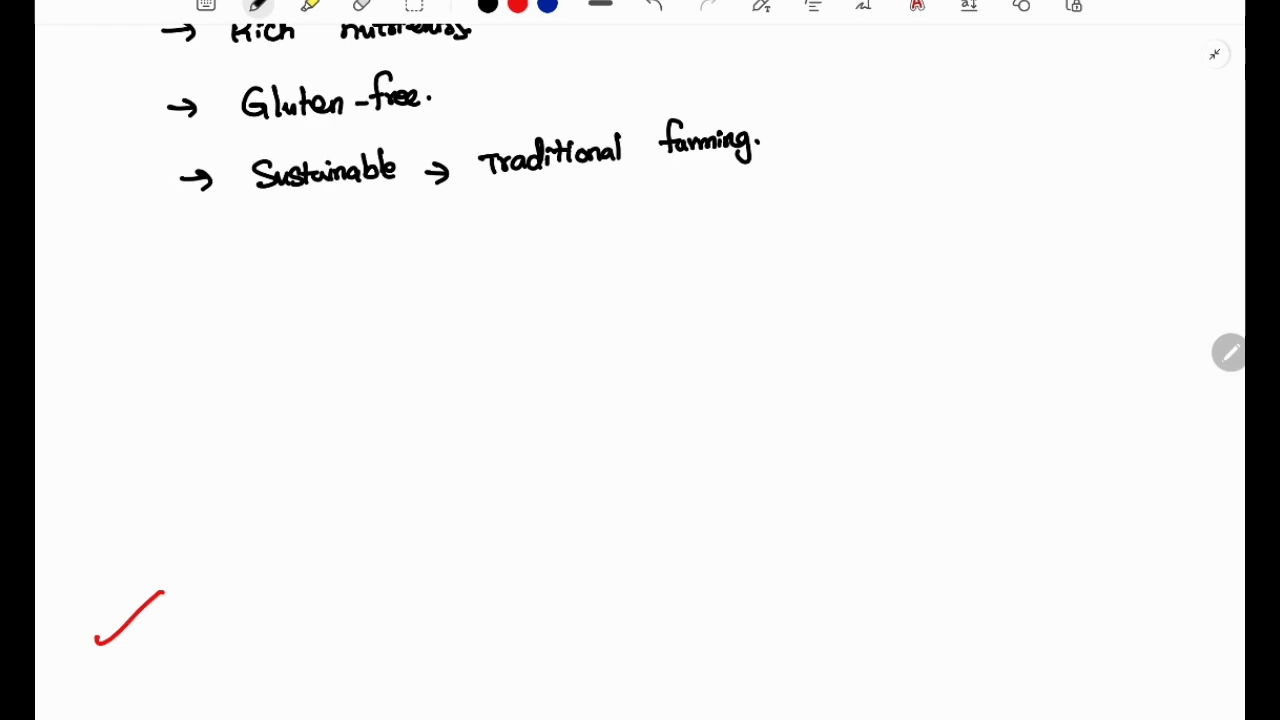 → Rich
→ Gluten-free.
→ Sustainable → Traditional farming.